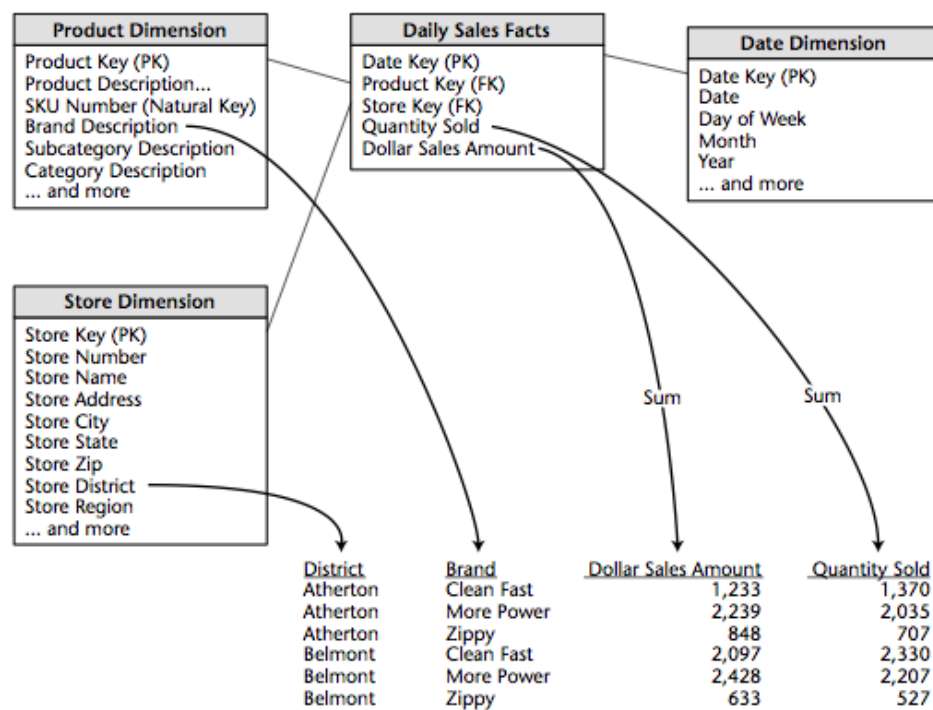 Product Dimension
Product Key (PK)
Product Description...
SKU Number (Natural Key)
Brand Description
Subcategory Description
Category Description
... and more
Daily Sales Facts
Date Key (PK)
Product Key (FK)
Store Key (FK)
Quantity Sold
Dollar Sales Amount
Date Dimension
Date Key (PK)
Date
Day of Week
Month
Year
... and more
Store Dimension
Store Key (PK)
Store Number
Store Name
Store Address
Store City
Store State
Store Zip
Store District
Store Region
... and more
Sum
Sum
District Brand Dollar Sales Amount Quantity Sold
Atherton Clean Fast 1,233 1,370
Atherton More Power 2,239 2,035
Atherton Zippy 848 707
Belmont Clean Fast 2,097 2,330
Belmont More Power 2,428 2,207
Belmont Zippy 633 527